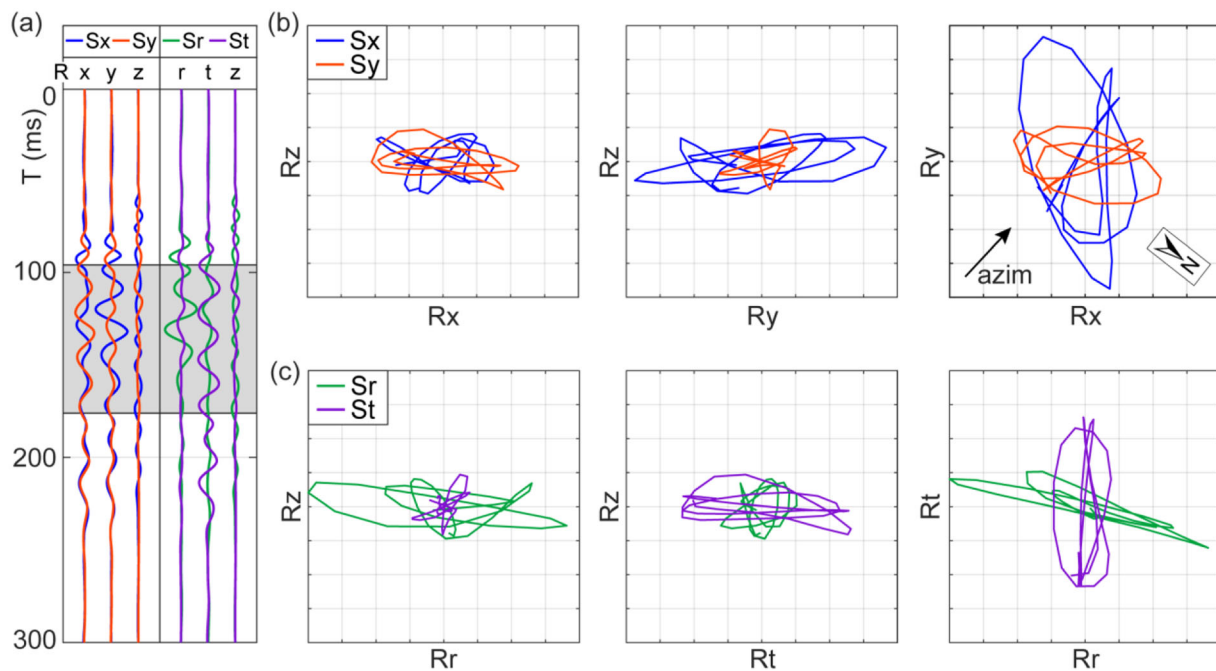 (a)
Sx Sy Sr St
R x y z r t z
0
T (ms)
100
200
300
(b)
Sx
Sy
Rz
Rx
Rz
Ry
Ry
azim
N
Rx
(c)
Sr
St
Rz
Rr
Rz
Rt
Rt
Rr